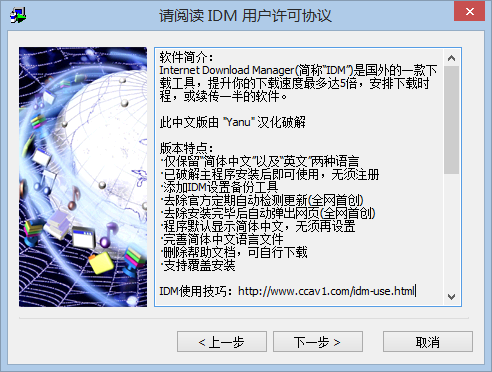 请阅读 IDM 用户许可协议
软件简介：
Internet Download Manager(简称“IDM”)是国外的一款下
载工具，提升你的下载速度最多达5倍，安排下载时
程，或续传一半的软件。
此中文版由 "Yanu" 汉化破解
版本特点：
·仅保留“简体中文”以及“英文”两种语言
·已破解主程序安装后即可使用，无须注册
·添加IDM设置备份工具
·去除官方定期自动检测更新(全网首创)
·去除安装完毕后自动弹出网页(全网首创)
·程序默认显示简体中文，无须再设置
·完善简体中文语言文件
·删除帮助文档，可自行下载
·支持覆盖安装
IDM使用技巧：http://www.ccav1.com/idm-use.html
< 上一步
下一步 >
取消